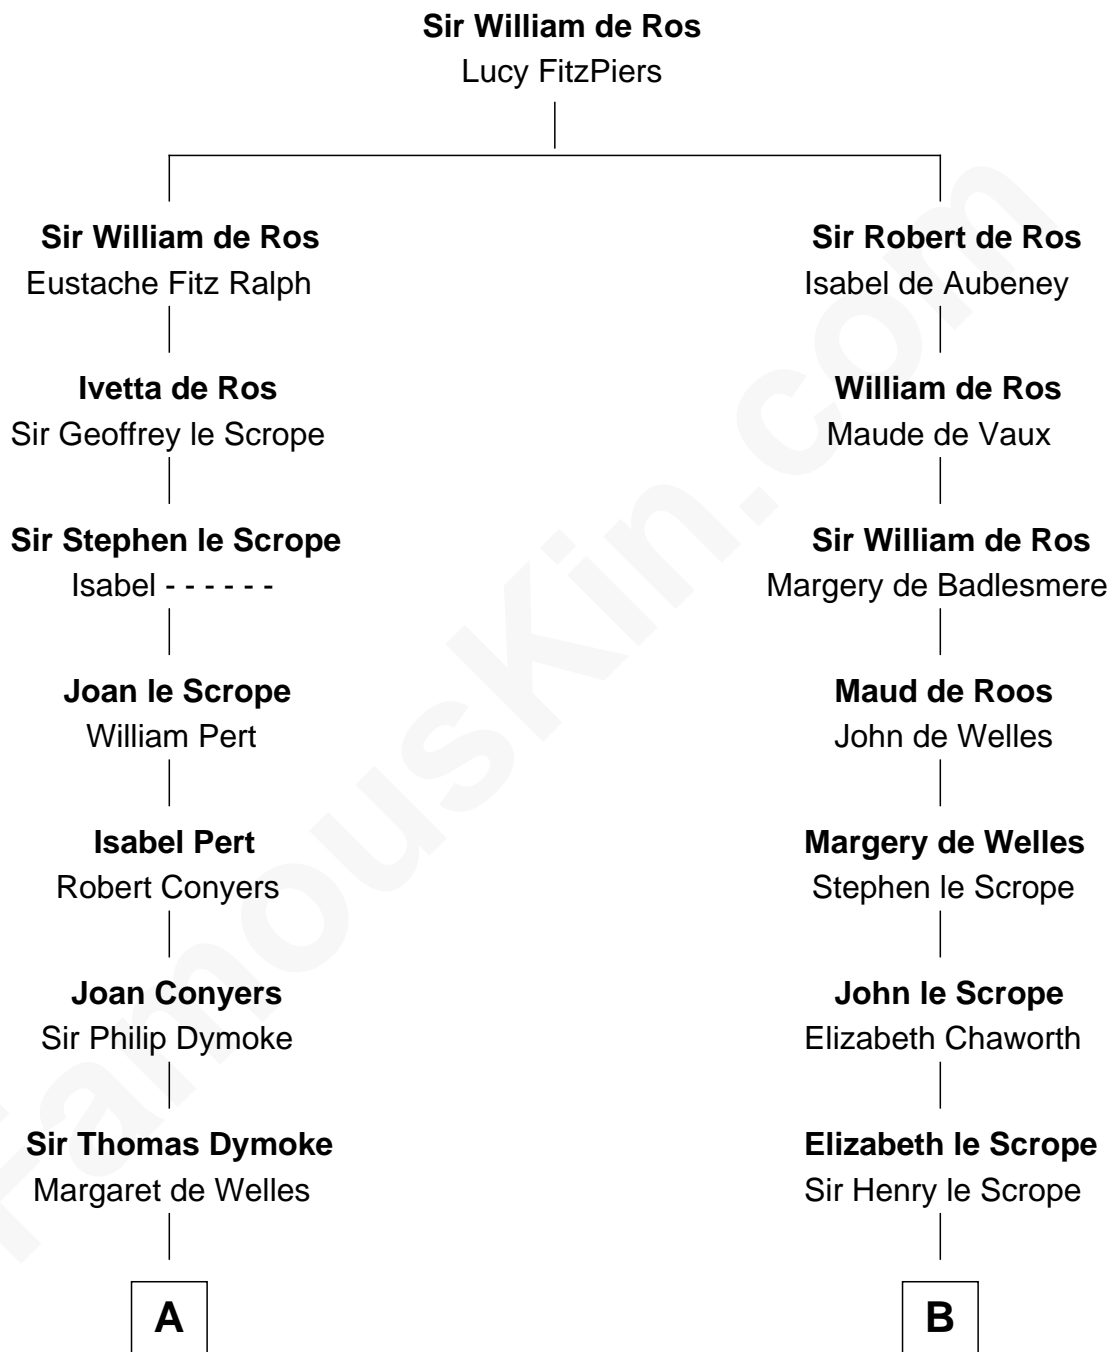 Sir William de Ros
Lucy FitzPiers
Sir William de Ros
Eustache Fitz Ralph
Sir Robert de Ros
Isabel de Aubeney
Ivetta de Ros
Sir Geoffrey le Scrope
William de Ros
Maude de Vaux
Sir Stephen le Scrope
Isabel - - - - - -
Sir William de Ros
Margery de Badlesmere
Joan le Scrope
William Pert
Maud de Roos
John de Welles
Isabel Pert
Robert Conyers
Margery de Welles
Stephen le Scrope
Joan Conyers
Sir Philip Dymoke
John le Scrope
Elizabeth Chaworth
Sir Thomas Dymoke
Margaret de Welles
Elizabeth le Scrope
Sir Henry le Scrope
A
B
FamousKin.com